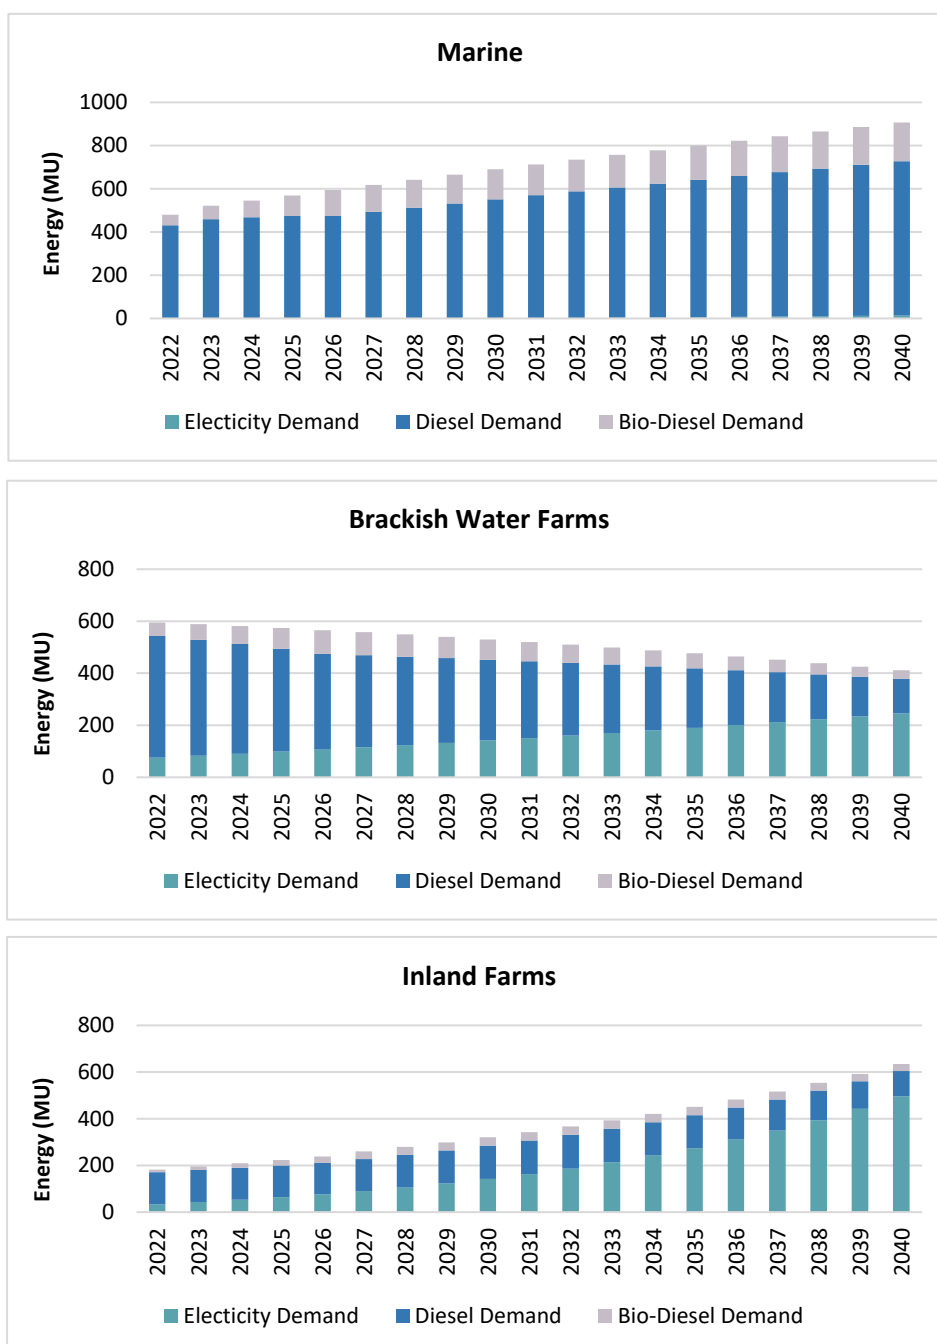 Marine
Energy (MU)
1000
800
600
400
200
0
2022 2023 2024 2025 2026 2027 2028 2029 2030 2031 2032 2033 2034 2035 2036 2037 2038 2039 2040
Electicity Demand Diesel Demand Bio-Diesel Demand
Brackish Water Farms
Energy (MU)
800
600
400
200
0
2022 2023 2024 2025 2026 2027 2028 2029 2030 2031 2032 2033 2034 2035 2036 2037 2038 2039 2040
Electicity Demand Diesel Demand Bio-Diesel Demand
Inland Farms
Energy (MU)
800
600
400
200
0
2022 2023 2024 2025 2026 2027 2028 2029 2030 2031 2032 2033 2034 2035 2036 2037 2038 2039 2040
Electicity Demand Diesel Demand Bio-Diesel Demand